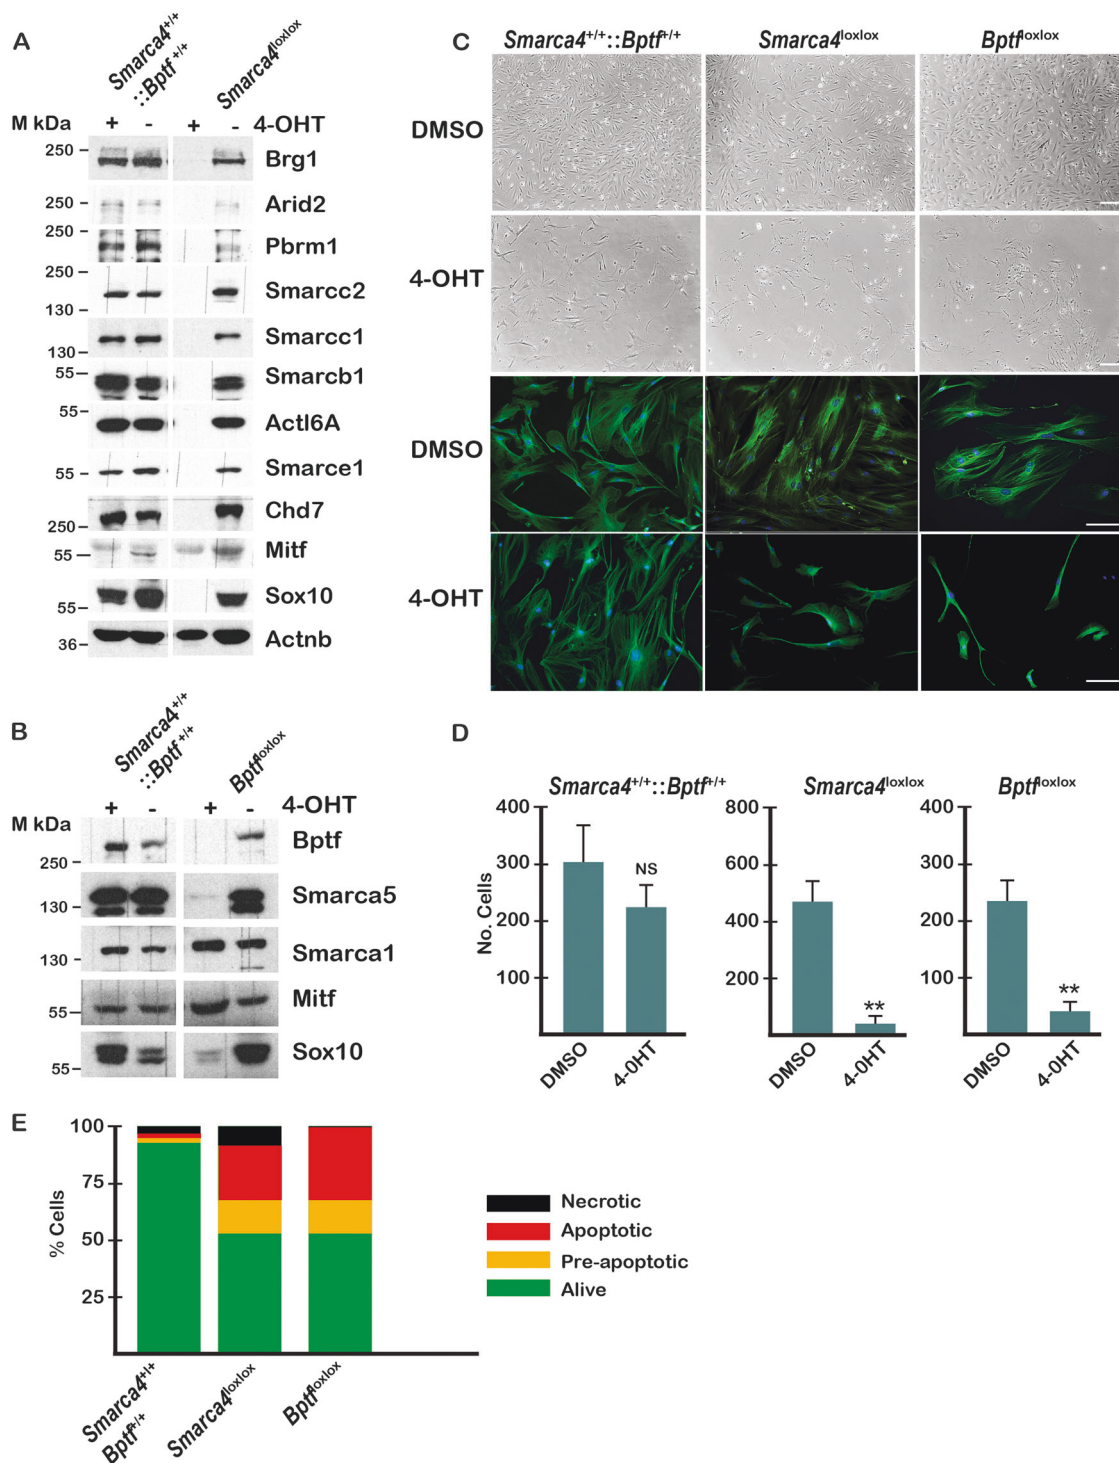 A
Smarca4+/+
::Bptf+/+
Smarca4loxlox
M kDa
+ - + - 4-OHT
250 Brg1
250 Arid2
Pbrm1
250
Smarcc2
130
Smarcc1
130
55 Smarcb1
55
Actl6A
Smarce1
55
Chd7
250
Mitf
55
Sox10
55
Actnb
36
B
Smarca4+/+
::Bptf+/+
Bptfloxlox
+ - + - 4-OHT
M kDa
Bptf
250
Smarca5
130
Smarca1
130
Mitf
55
Sox10
55
C
Smarca4+/+::Bptf+/+ Smarca4loxlox Bptfloxlox
DMSO
4-OHT
DMSO
4-OHT
D
Smarca4+/+::Bptf+/+ Smarca4loxlox Bptfloxlox
No. Cells
400
300
200
100
NS
DMSO
4-0HT
800
600
400
200
**
DMSO
4-0HT
400
300
200
100
**
DMSO
4-0HT
E
% Cells
100
75
50
25
Smarca4+/+
Bptf+/+
Smarca4loxlox
Bptfloxlox
Necrotic
Apoptotic
Pre-apoptotic
Alive